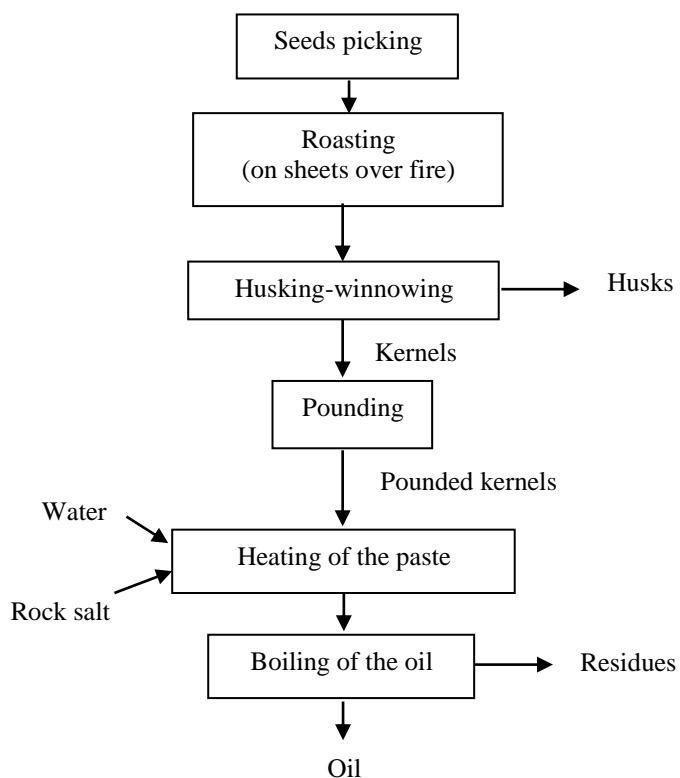 Seeds picking
Roasting
(on sheets over fire)
Husking-winnowing
Husks
Kernels
Pounding
Pounded kernels
Water
Heating of the paste
Rock salt
Boiling of the oil
Residues
Oil